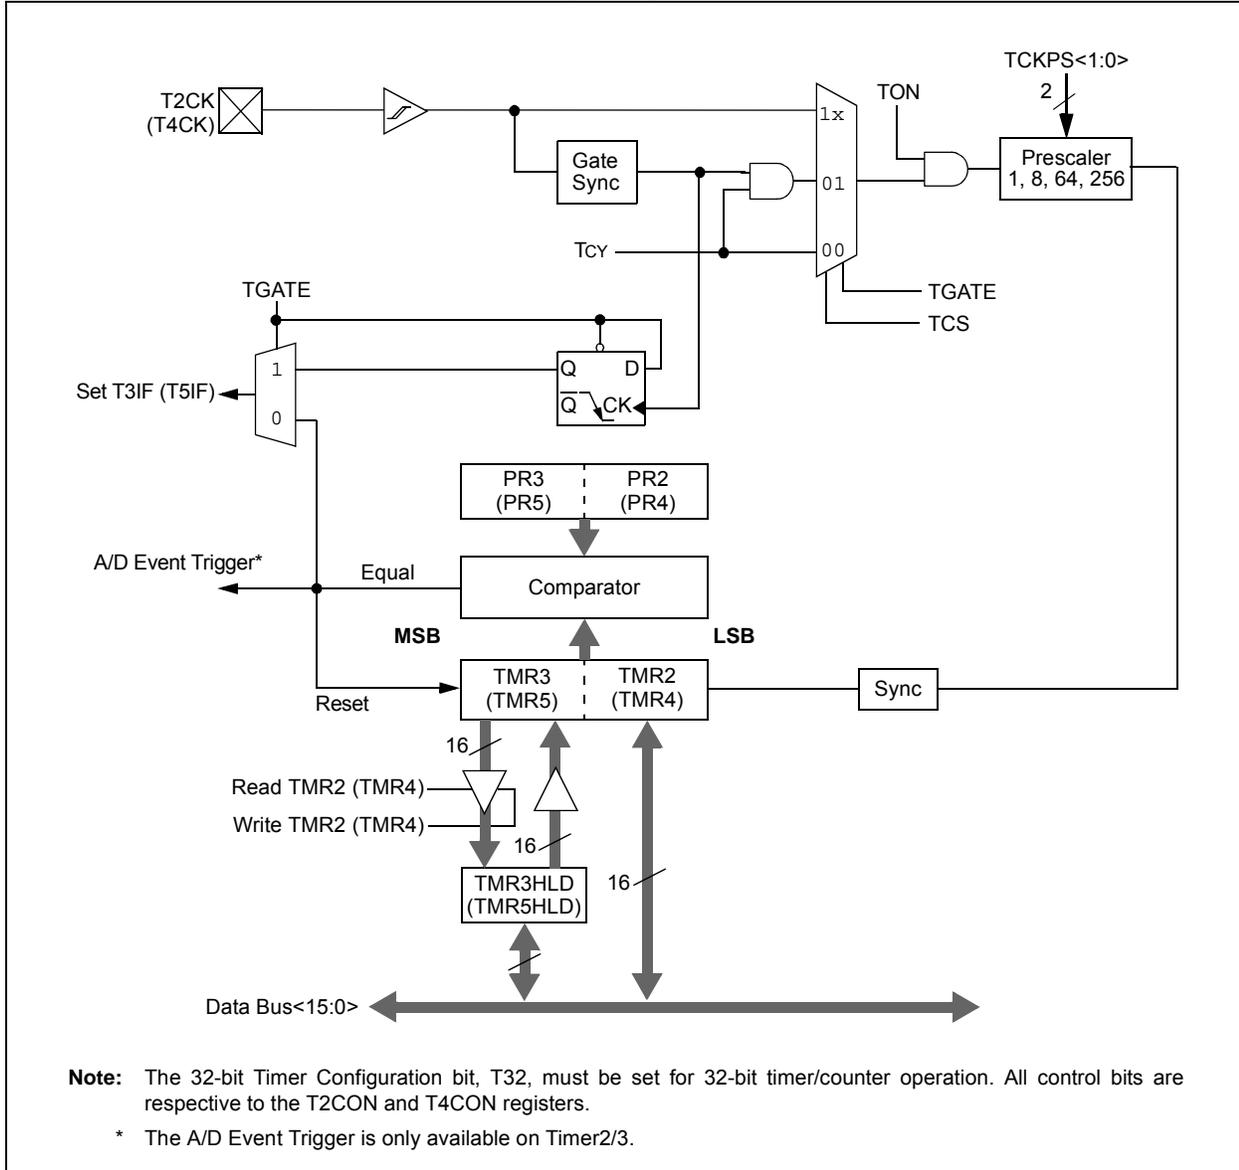 TCKPS<1:0>
2
T2CK
(T4CK)
TON
1x
Gate
Sync
Prescaler
1, 8, 64, 256
01
TCY
00
TGATE
TGATE
TCS
1
Q
D
Set T3IF (T5IF)
Q̅
CK
0
PR3
(PR5)
PR2
(PR4)
A/D Event Trigger*
Equal
Comparator
MSB
LSB
TMR3
(TMR5)
TMR2
(TMR4)
Sync
Reset
16
Read TMR2 (TMR4)
Write TMR2 (TMR4)
16
TMR3HLD
(TMR5HLD)
16
Data Bus<15:0>
Note: The 32-bit Timer Configuration bit, T32, must be set for 32-bit timer/counter operation. All control bits are
respective to the T2CON and T4CON registers.
* The A/D Event Trigger is only available on Timer2/3.